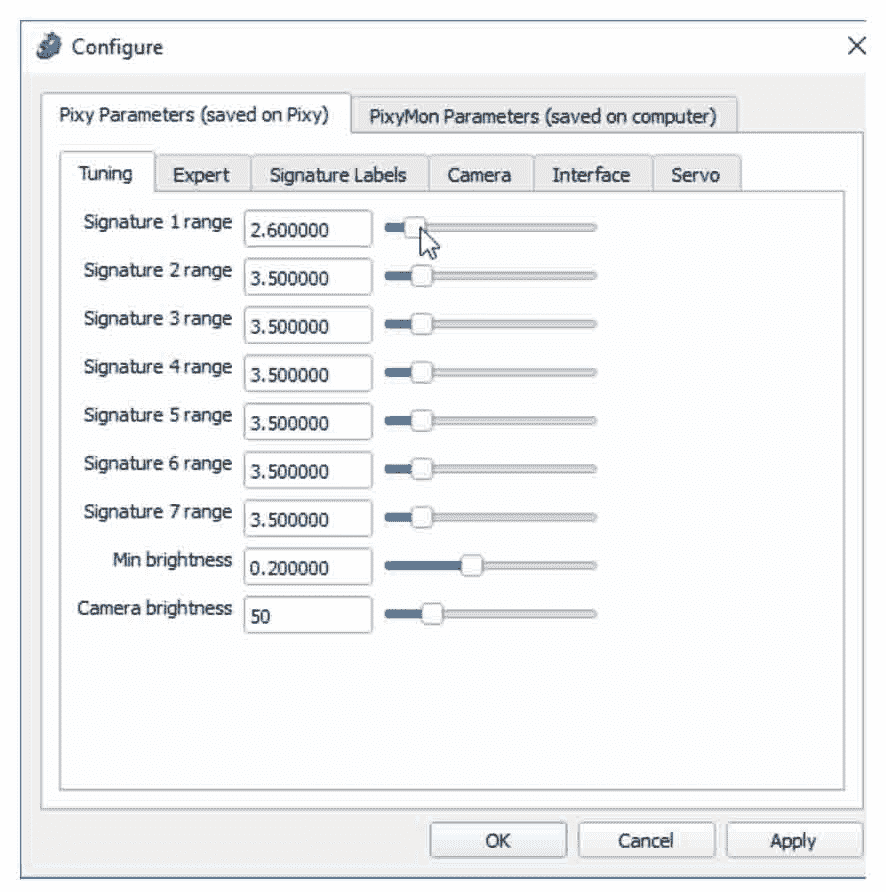 Configure
Pixy Parameters (saved on Pixy) PixyMon Parameters (saved on computer)
Tuning Expert Signature Labels Camera Interface Servo
Signature 1 range 2.600000
Signature 2 range 3.500000
Signature 3 range 3.500000
Signature 4 range 3.500000
Signature 5 range 3.500000
Signature 6 range 3.500000
Signature 7 range 3.500000
Min brightness 0.200000
Camera brightness 50
OK Cancel Apply